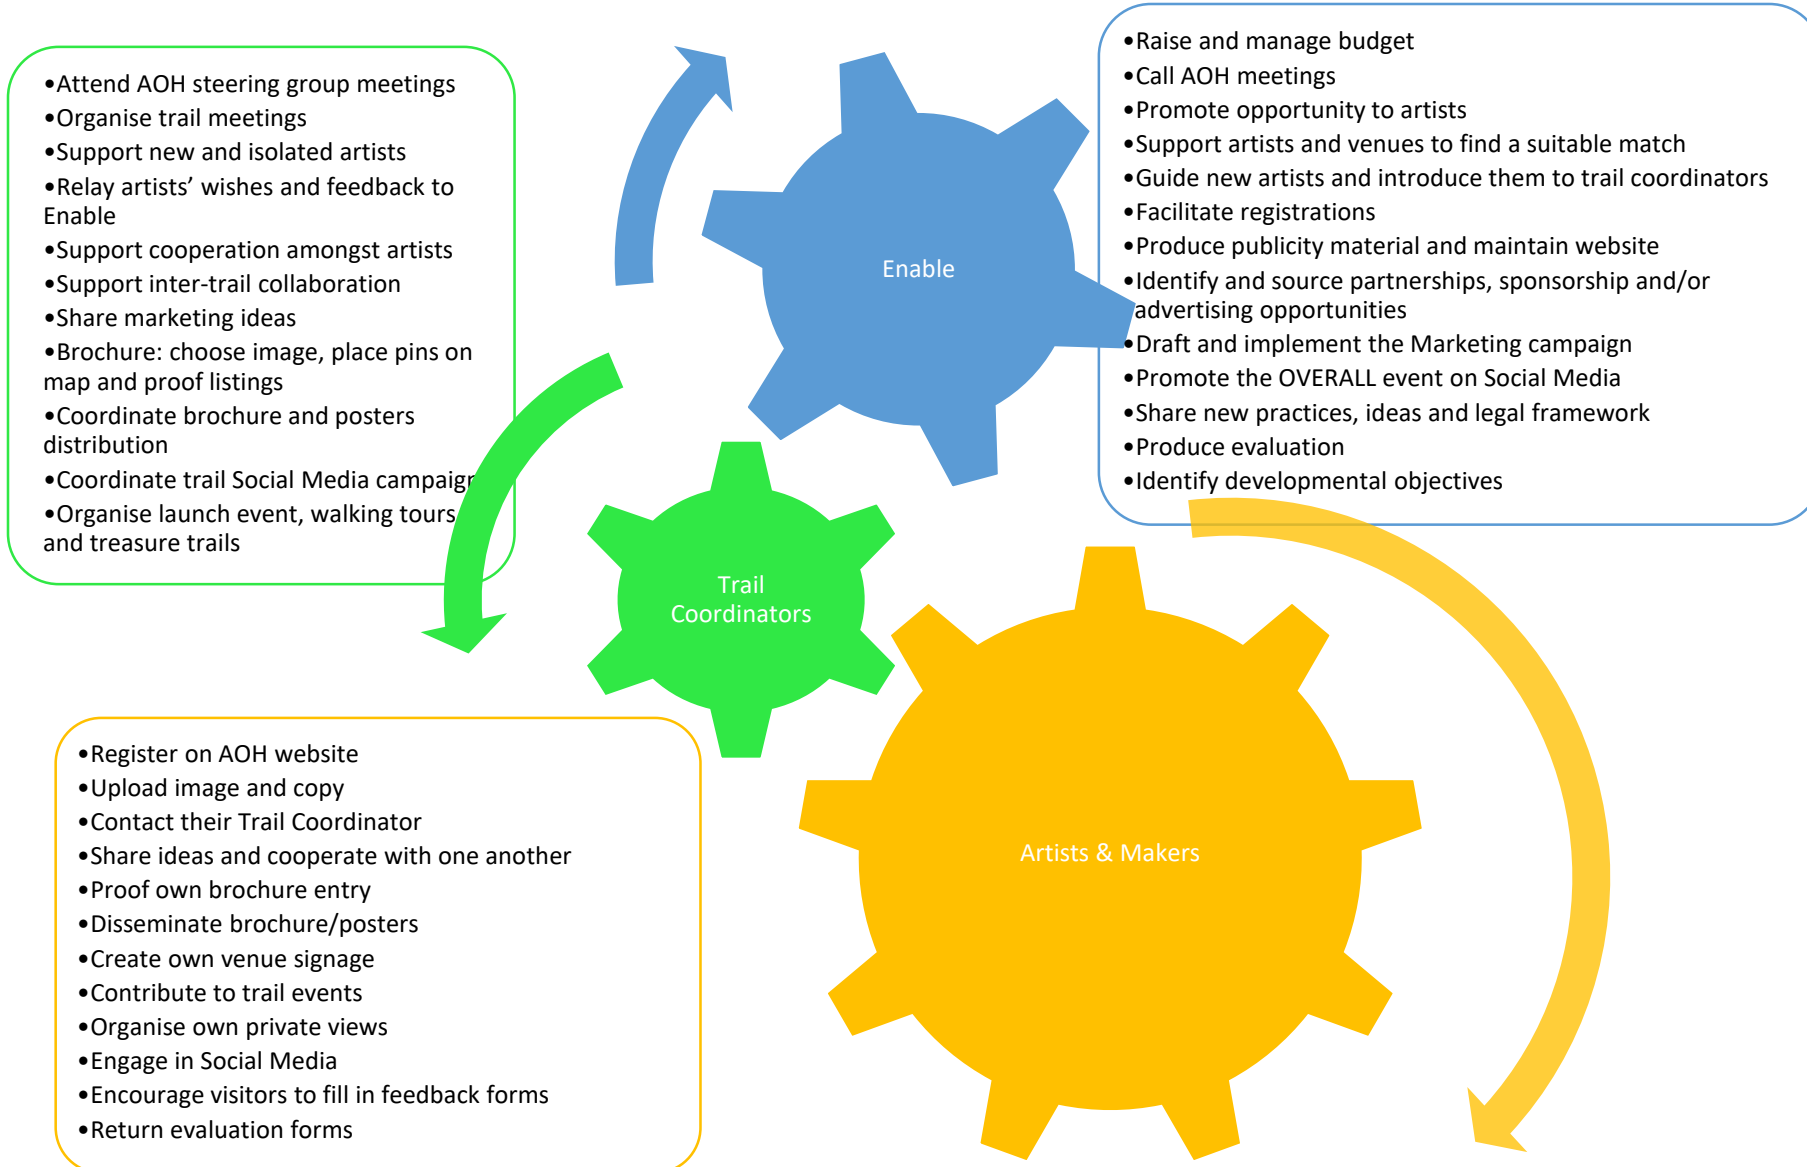 •Attend AOH steering group meetings
•Organise trail meetings
•Support new and isolated artists
•Relay artists’ wishes and feedback to
Enable
•Support cooperation amongst artists
•Support inter-trail collaboration
•Share marketing ideas
•Brochure: choose image, place pins on
map and proof listings
•Coordinate brochure and posters
distribution
•Coordinate trail Social Media campaign
•Organise launch event, walking tours
and treasure trails
Enable
•Raise and manage budget
•Call AOH meetings
•Promote opportunity to artists
•Support artists and venues to find a suitable match
•Guide new artists and introduce them to trail coordinators
•Facilitate registrations
•Produce publicity material and maintain website
•Identify and source partnerships, sponsorship and/or
advertising opportunities
•Draft and implement the Marketing campaign
•Promote the OVERALL event on Social Media
•Share new practices, ideas and legal framework
•Produce evaluation
•Identify developmental objectives
Trail
Coordinators
•Register on AOH website
•Upload image and copy
•Contact their Trail Coordinator
•Share ideas and cooperate with one another
•Proof own brochure entry
•Disseminate brochure/posters
•Create own venue signage
•Contribute to trail events
•Organise own private views
•Engage in Social Media
•Encourage visitors to fill in feedback forms
•Return evaluation forms
Artists & Makers